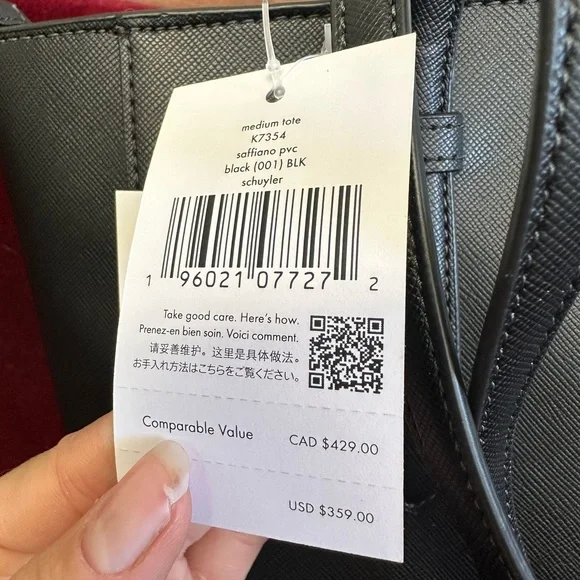 medium tote
K7354
saffiano pvc
black (001) BLK
schuyler
1 96021 07727 2
Take good care. Here's how.
Prenez-en bien soin. Voici comment.
请妥善维护。这里是具体做法。
お手入れ方法はこちらをご覧ください。
Comparable Value CAD $429.00
USD $359.00